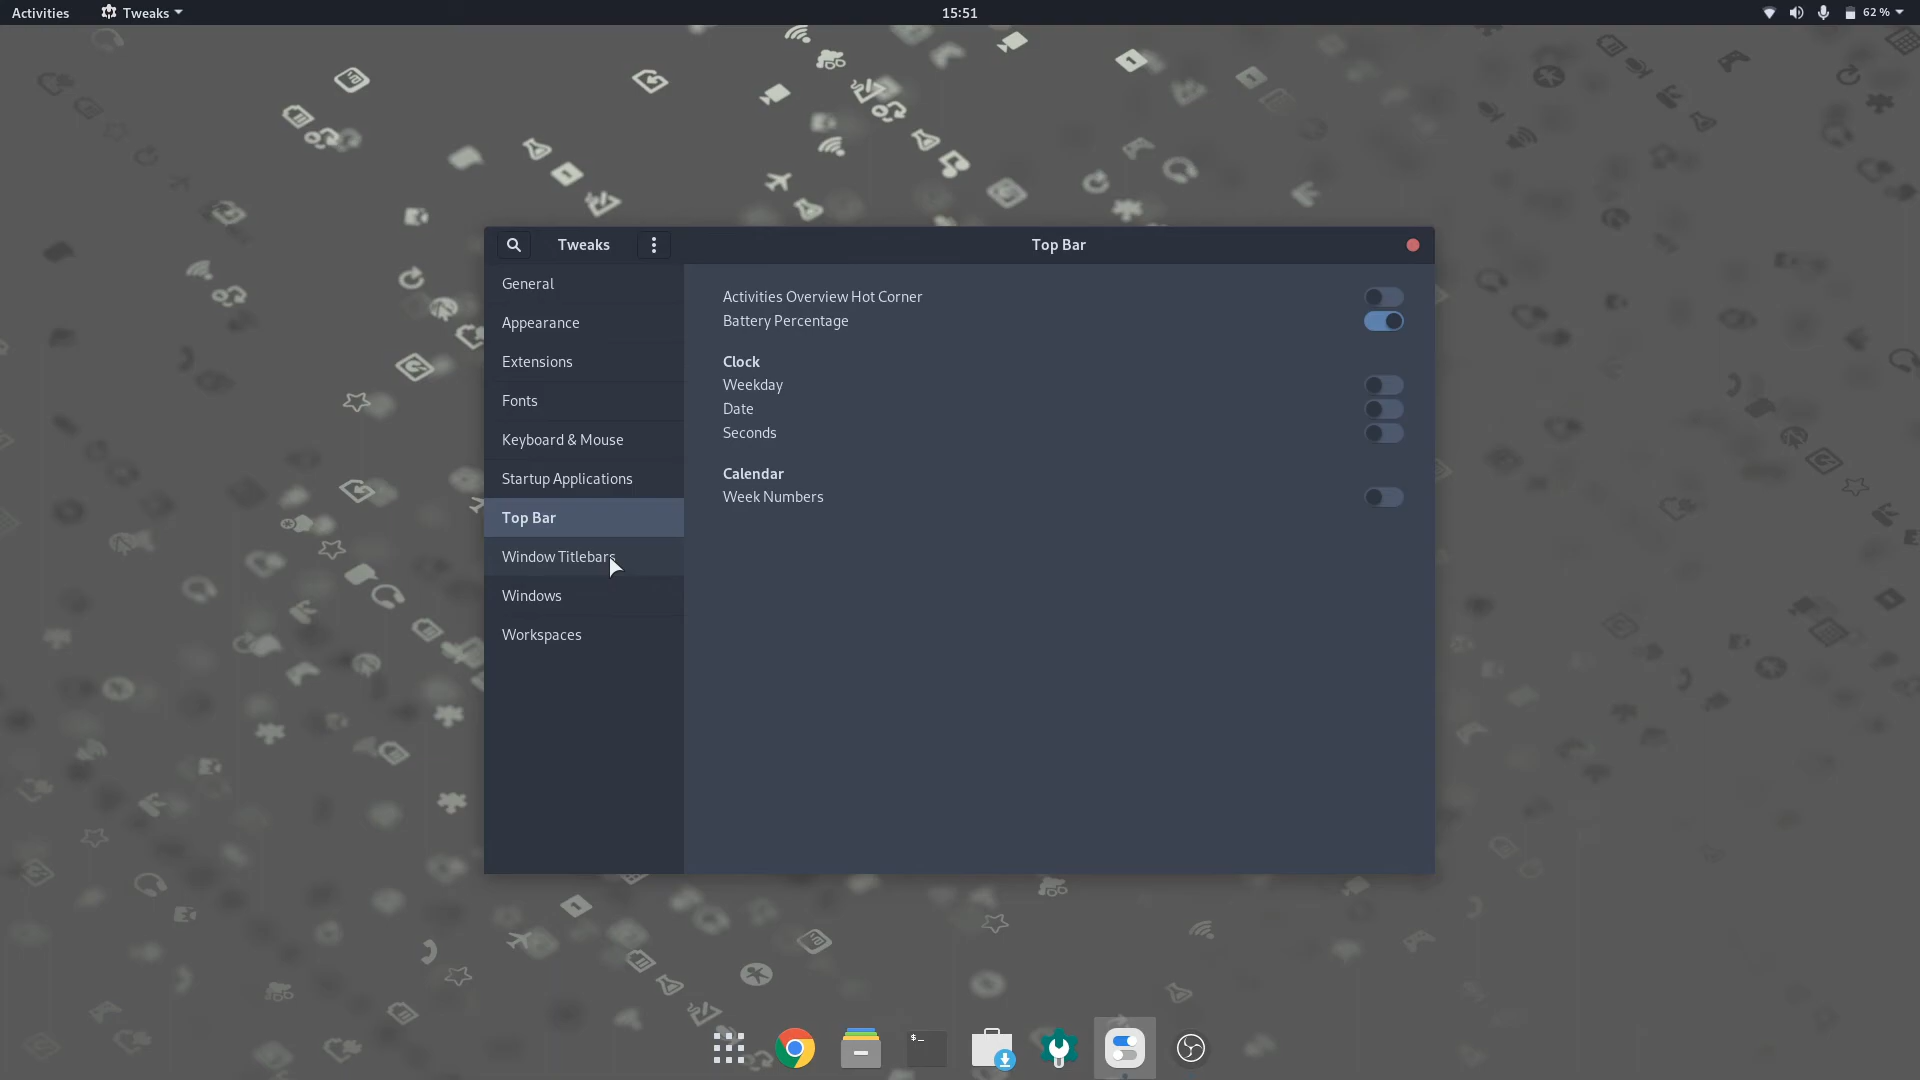 Activities
Tweaks
15:51
62 %
Tweaks
Top Bar
General
Appearance
Extensions
Fonts
Keyboard & Mouse
Startup Applications
Top Bar
Window Titlebars
Windows
Workspaces
Activities Overview Hot Corner
Battery Percentage
Clock
Weekday
Date
Seconds
Calendar
Week Numbers
$_